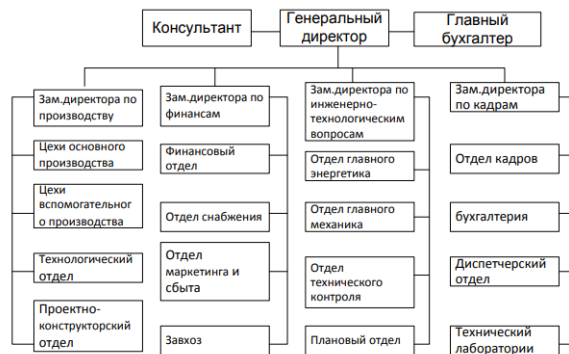 Консультант
Генеральный
директор
Главный
бухгалтер
Зам.директора по
производству
Зам.директора по
финансам
Зам.директора по
инженерно-
технологическим
вопросам
Зам.директора
по кадрам
Цехи основного
производства
Финансовый
отдел
Отдел главного
энергетика
Отдел кадров
Цехи
вспомогательног
о производства
Отдел снабжения
Отдел главного
механика
бухгалтерия
Технологический
отдел
Отдел
маркетинга и
сбыта
Отдел
технического
контроля
Диспетчерский
отдел
Проектно-
конструкторский
отдел
Завхоз
Плановый отдел
Технический
лаборатории